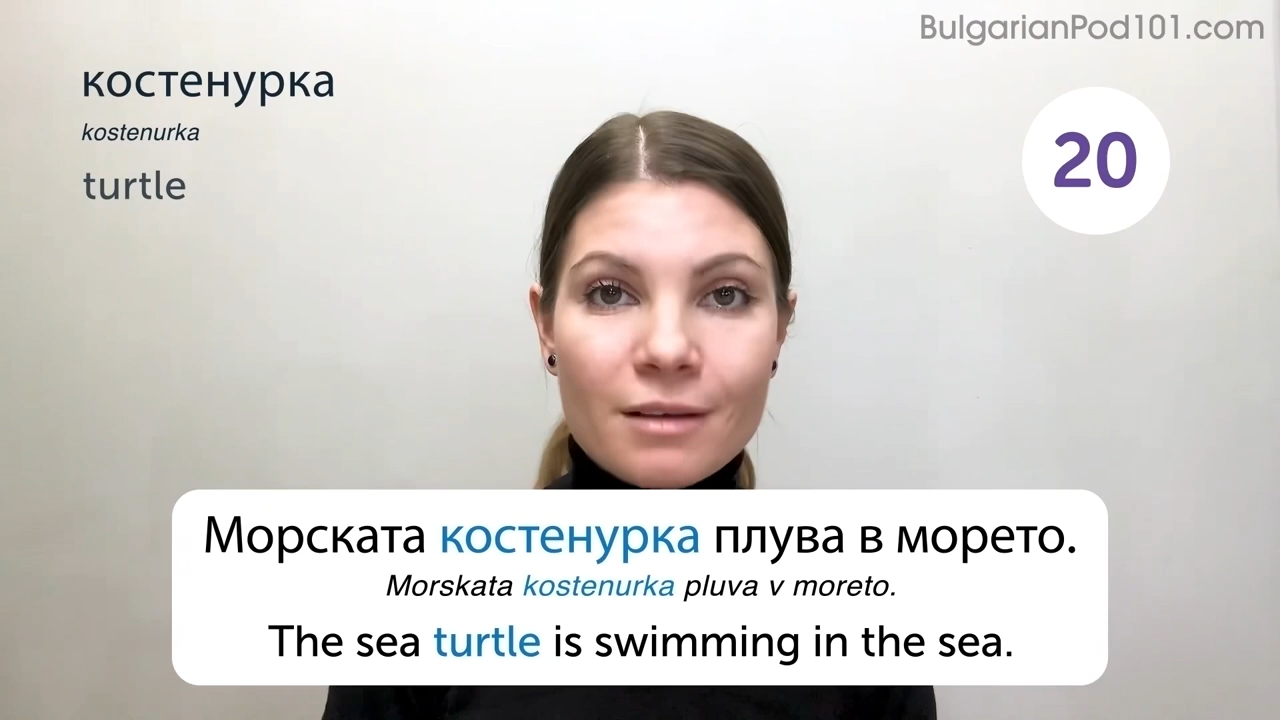 BulgarianPod101.com
костенурка
kostenurka
turtle
20
Морската костенурка плува в морето.
Morskata kostenurka pluva v moreto.
The sea turtle is swimming in the sea.